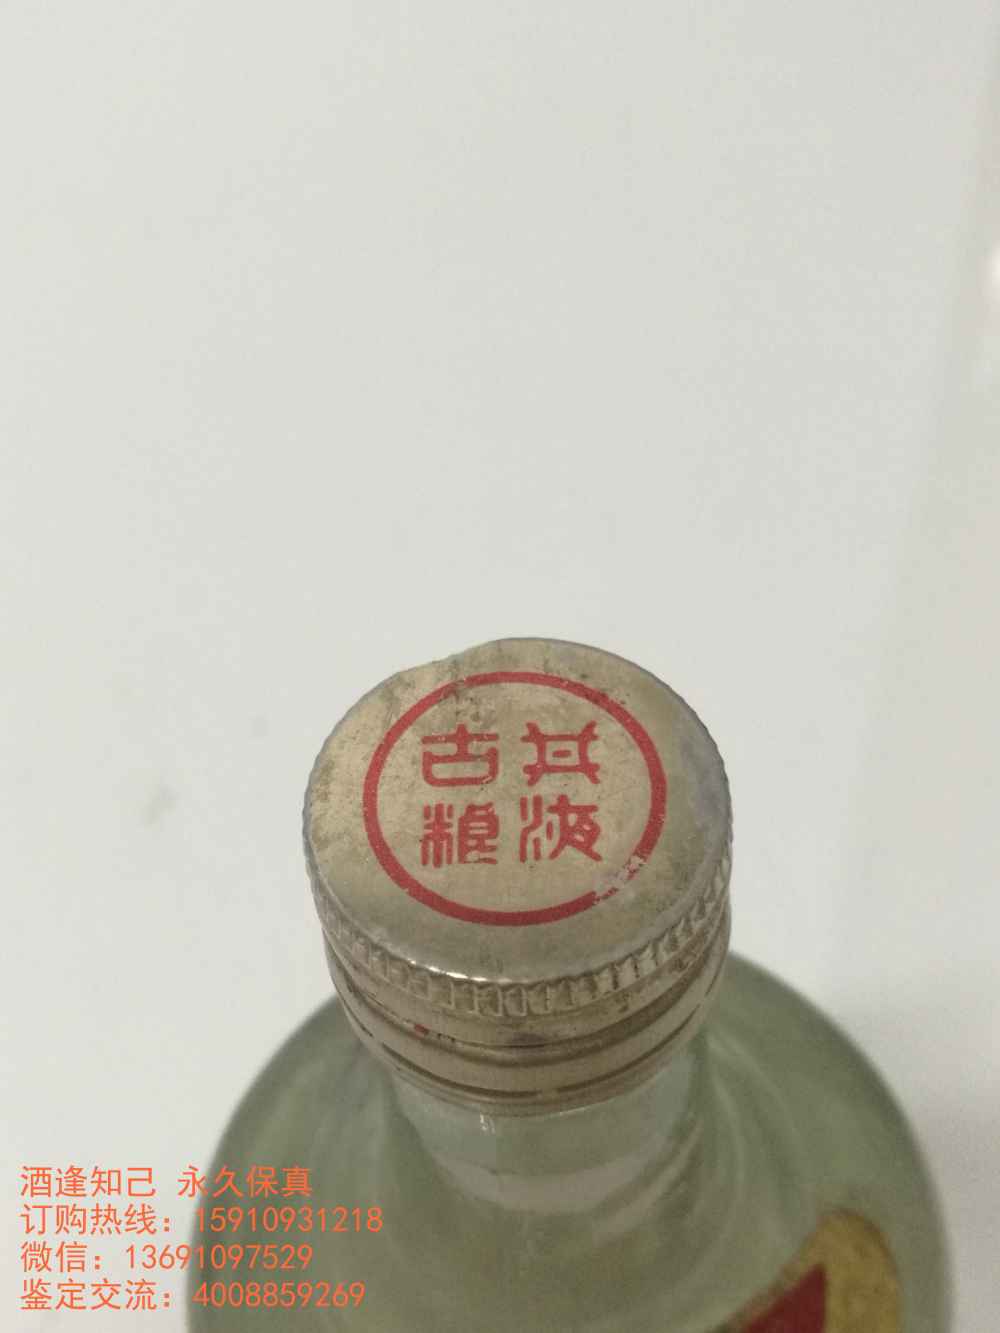 古井
粮液
酒逢知己 永久保真
订购热线：15910931218
微信：13691097529
鉴定交流：4008859269